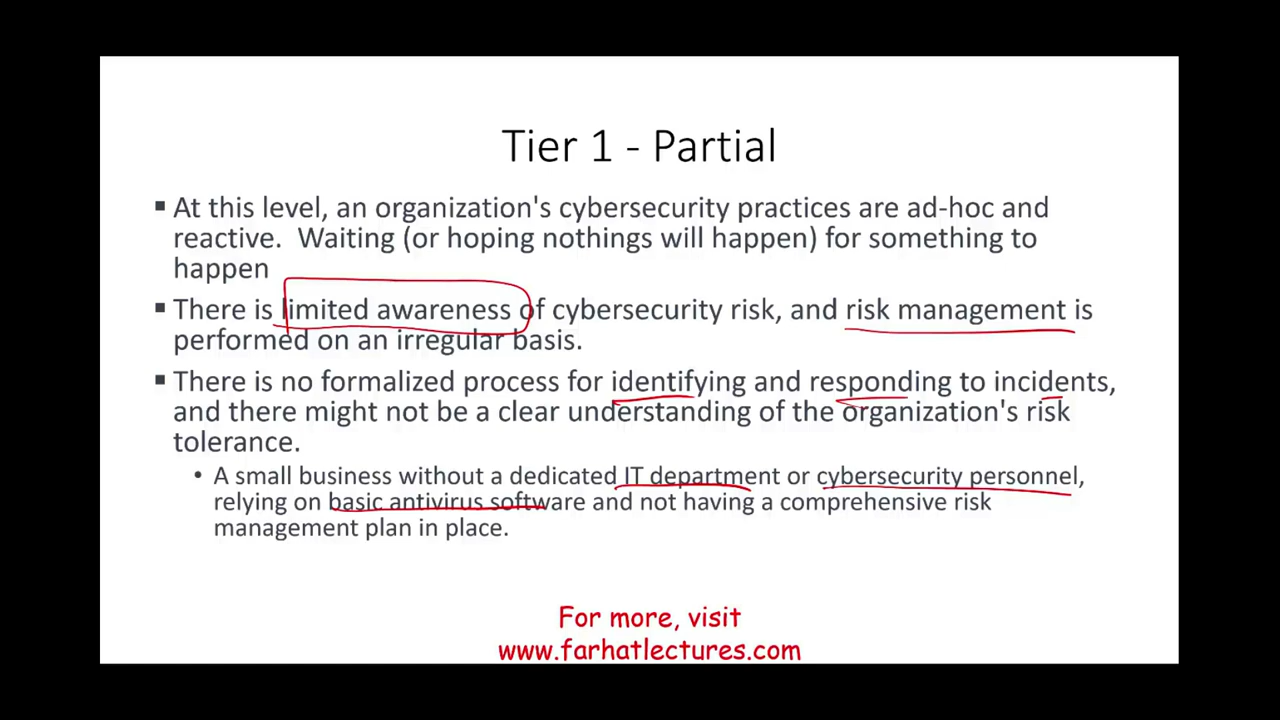 Tier 1 - Partial
▪ At this level, an organization's cybersecurity practices are ad-hoc and
reactive.  Waiting (or hoping nothings will happen) for something to
happen
▪ There is limited awareness of cybersecurity risk, and risk management is
performed on an irregular basis.
▪ There is no formalized process for identifying and responding to incidents,
and there might not be a clear understanding of the organization's risk
tolerance.
• A small business without a dedicated IT department or cybersecurity personnel,
relying on basic antivirus software and not having a comprehensive risk
management plan in place.
For more, visit
www.farhatlectures.com